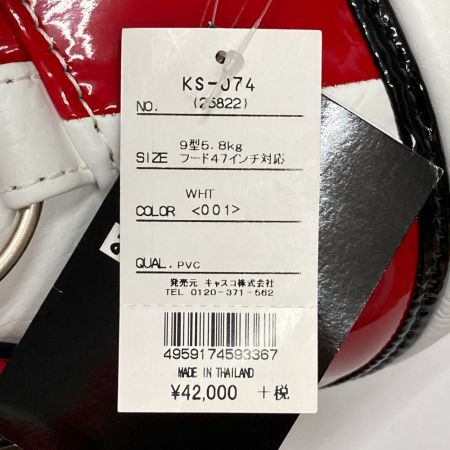 KS-074
NO. (25822)
9型5.8kg
SIZE フード47インチ対応
WHT
COLOR <001>
QUAL. PVC
発売元 キャスコ株式会社
TEL 0120-371-562
4959174593367
MADE IN THAILAND
¥42,000 +税